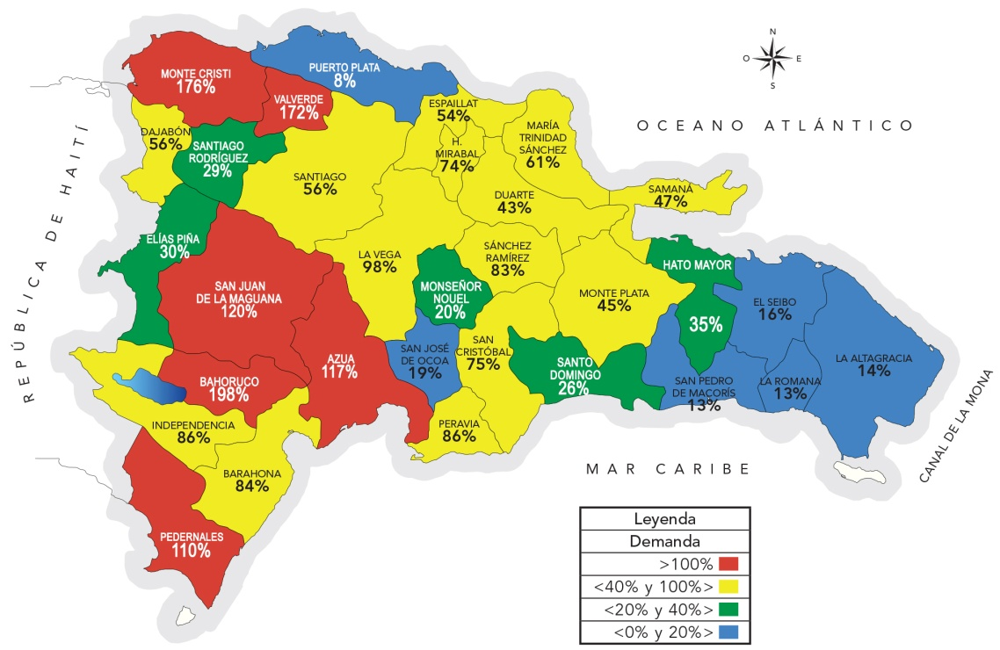 N
O
E
S
OCEANO ATLÁNTICO
REPÚBLICA DE HAITÍ
MAR CARIBE
CANAL DE LA MONA
MONTE CRISTI
176%
PUERTO PLATA
8%
VALVERDE
172%
ESPAILLAT
54%
DAJABÓN
56%
SANTIAGO
RODRÍGUEZ
29%
H.
MIRABAL
74%
MARÍA
TRINIDAD
SÁNCHEZ
61%
SANTIAGO
56%
DUARTE
43%
SAMANÁ
47%
ELÍAS PIÑA
30%
LA VEGA
98%
SÁNCHEZ
RAMÍREZ
83%
HATO MAYOR
35%
SAN JUAN
DE LA MAGUANA
120%
MONSEÑOR
NOUEL
20%
MONTE PLATA
45%
EL SEIBO
16%
AZUA
117%
SAN JOSÉ
DE OCOA
19%
SAN
CRISTÓBAL
75%
SANTO
DOMINGO
26%
SAN PEDRO
DE MACORÍS
13%
LA ROMANA
13%
LA ALTAGRACIA
14%
BAHORUCO
198%
INDEPENDENCIA
86%
PERAVIA
86%
BARAHONA
84%
PEDERNALES
110%
Leyenda
Demanda
>100%
<40% y 100%>
<20% y 40%>
<0% y 20%>